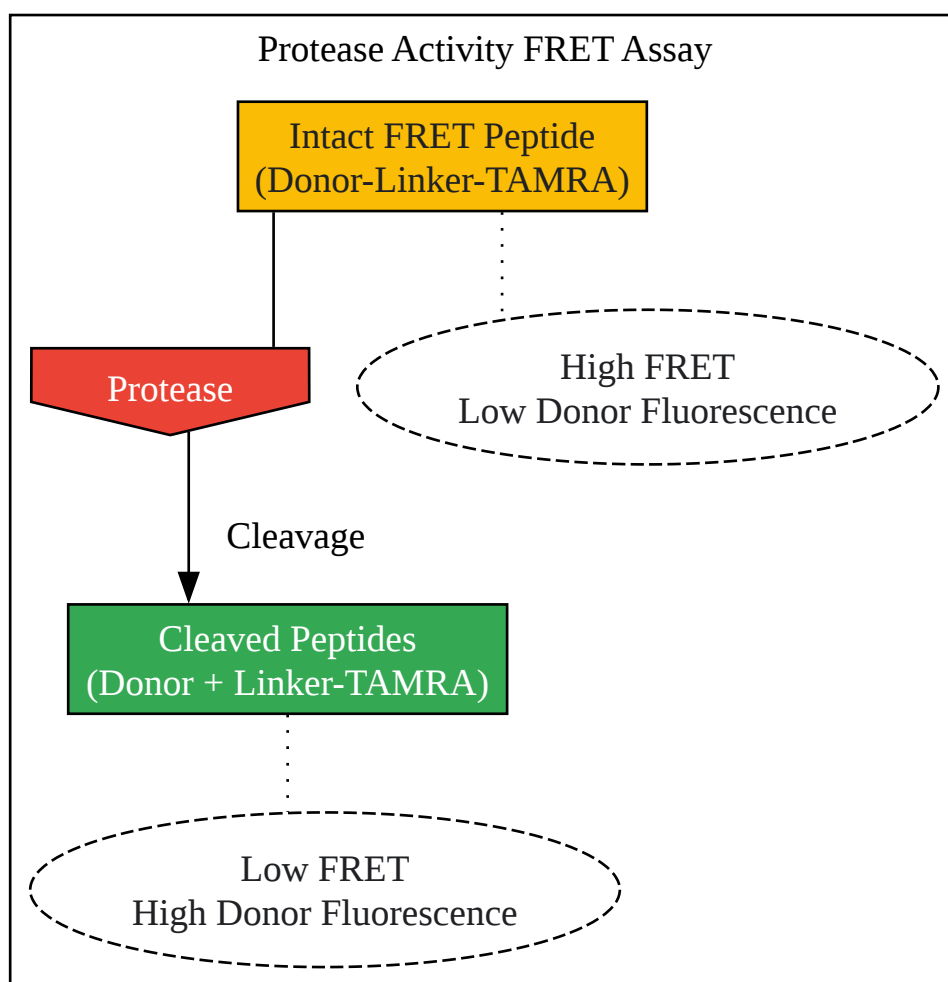 Protease Activity FRET Assay
Intact FRET Peptide
(Donor-Linker-TAMRA)
High FRET
Low Donor Fluorescence
Protease
Cleavage
Cleaved Peptides
(Donor + Linker-TAMRA)
Low FRET
High Donor Fluorescence